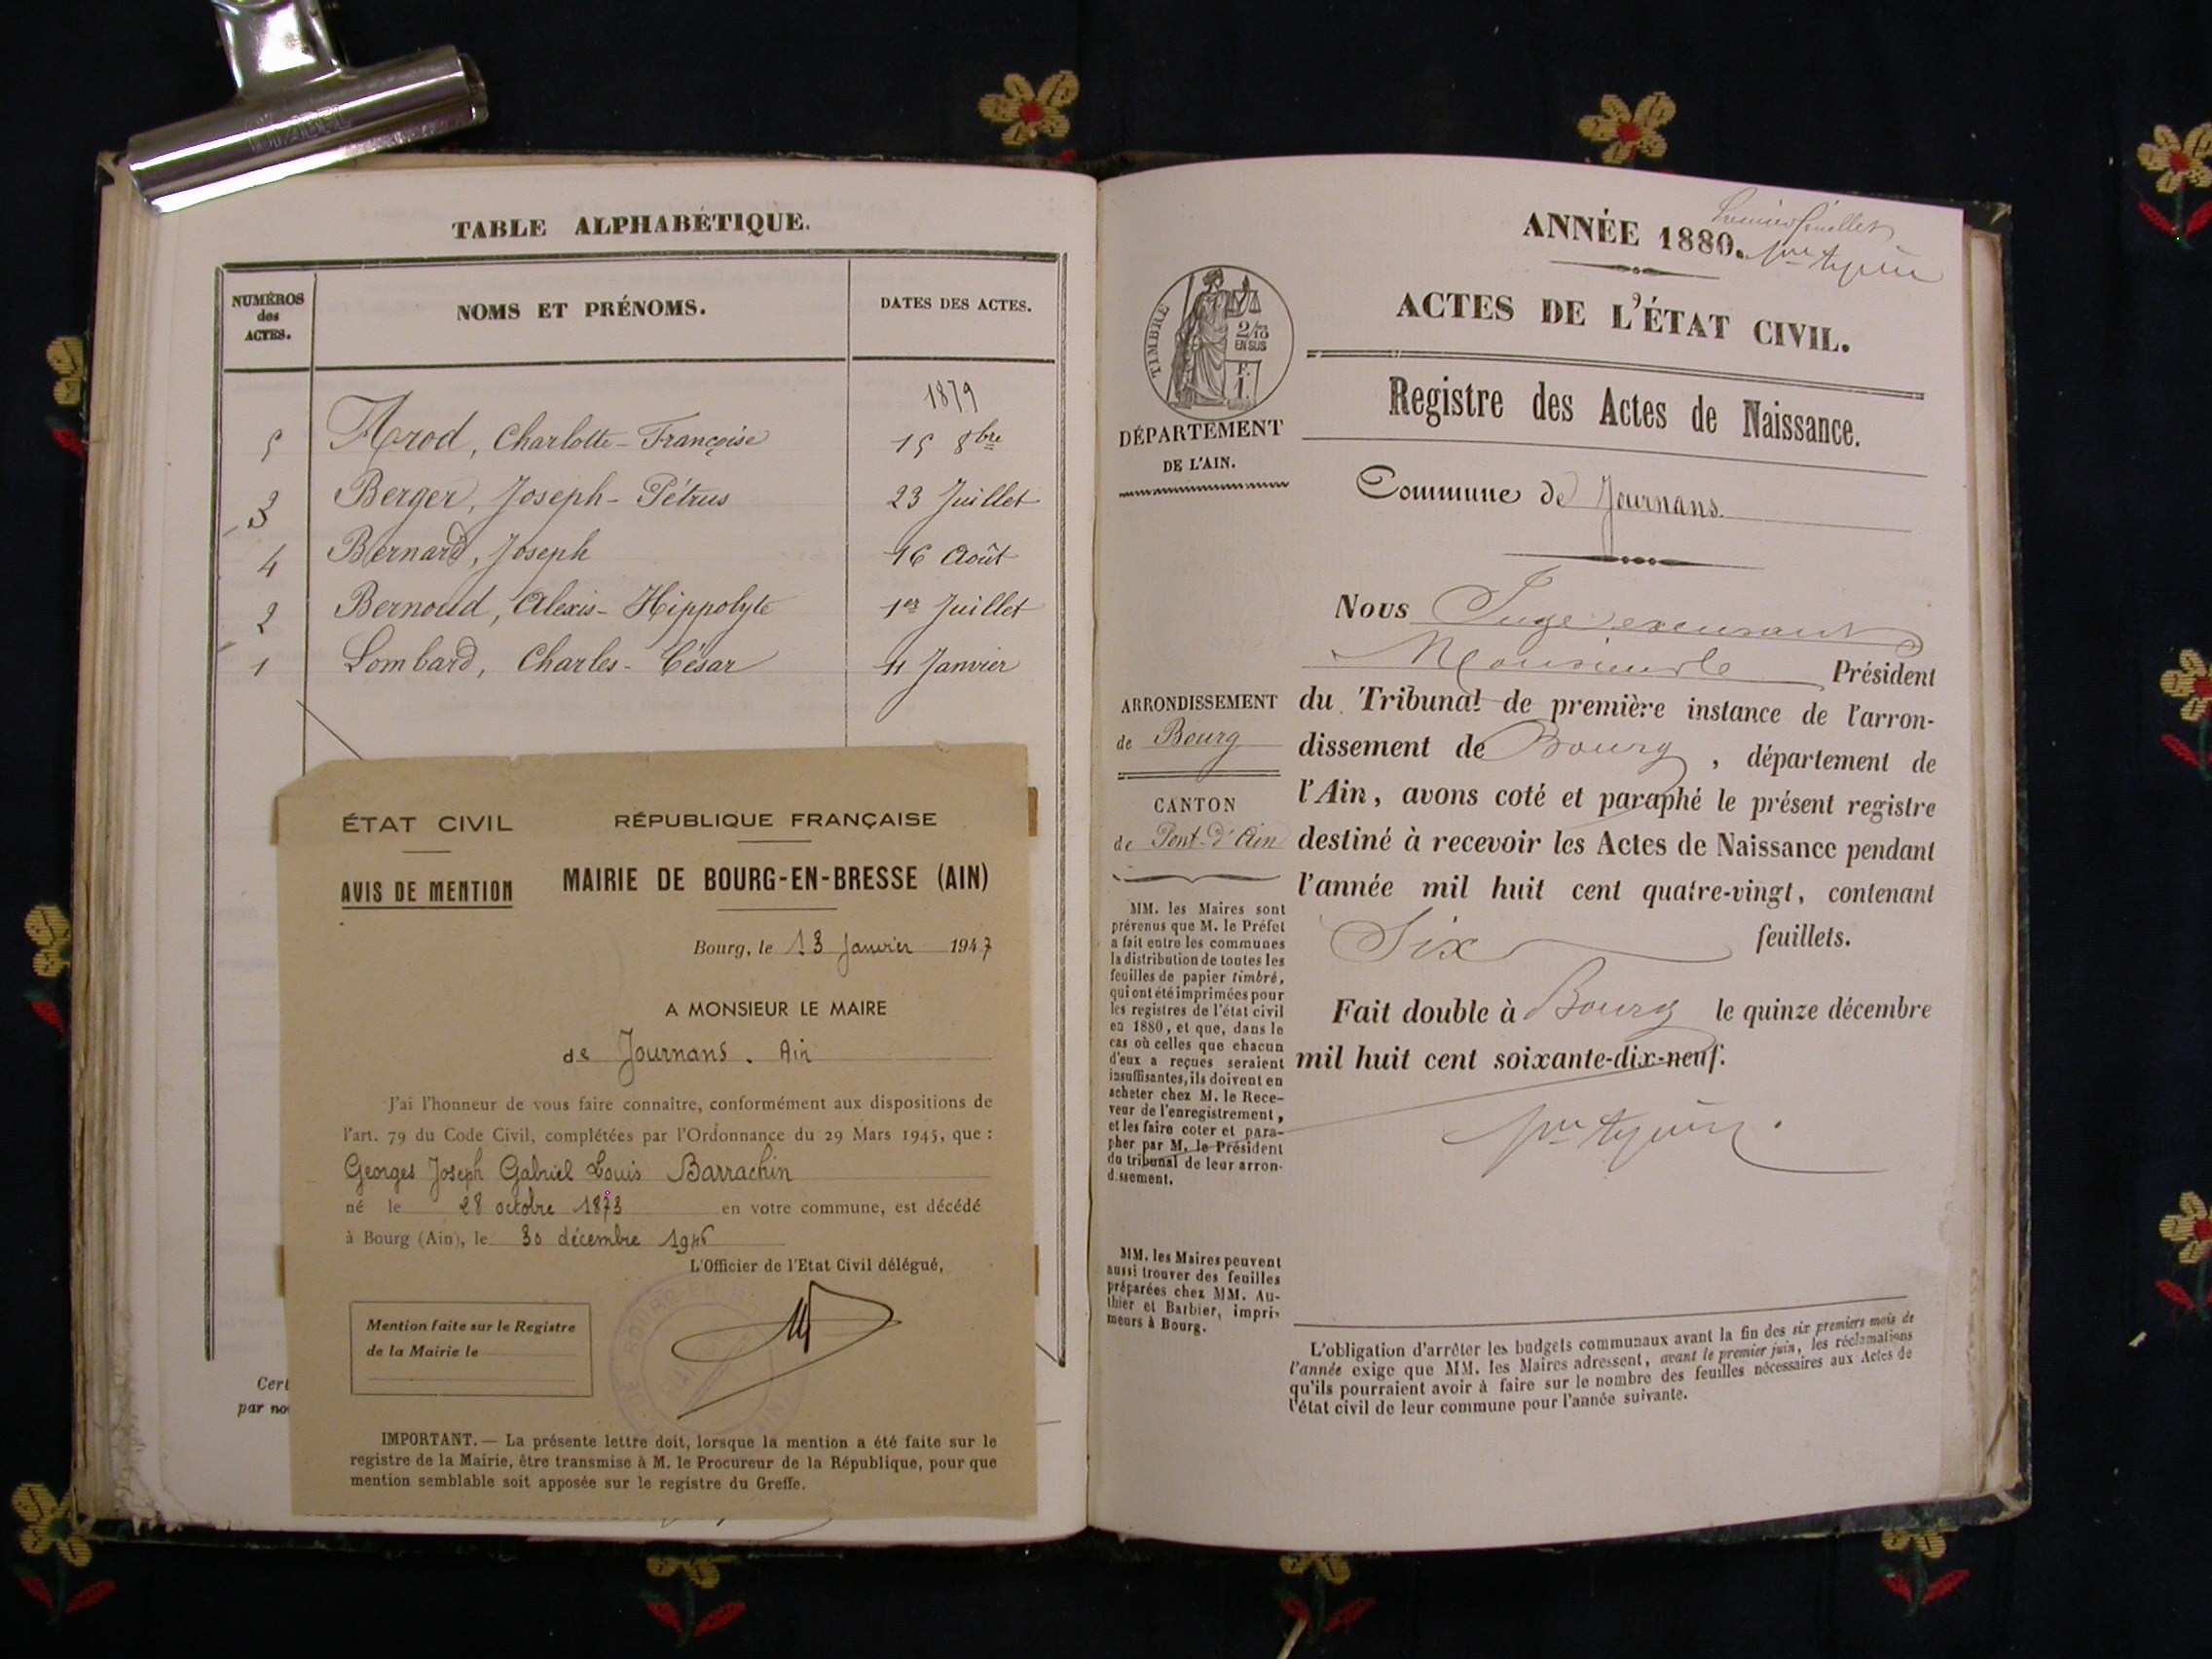 TABLE ALPHABÉTIQUE.
NUMÉROS des ACTES.
NOMS ET PRÉNOMS.
DATES DES ACTES.
1879
5 Arod, Charlotte-Françoise 15 8bre
3 Berger, Joseph-Pétrus 23 Juillet
4 Bernard, Joseph 16 Août
2 Bernoud, Alexis-Hippolyte 1er Juillet
1 Lombard, Charles-César 4 Janvier
ÉTAT CIVIL
AVIS DE MENTION
RÉPUBLIQUE FRANÇAISE
MAIRIE DE BOURG-EN-BRESSE (AIN)
Bourg, le 13 Janvier 1947
A MONSIEUR LE MAIRE
de Journans. Ain
J'ai l'honneur de vous faire connaître, conformément aux dispositions de
l'art. 79 du Code Civil, complétées par l'Ordonnance du 29 Mars 1945, que :
Georges Joseph Gabriel Louis Barrachin
né le 28 octobre 1873 en votre commune, est décédé
à Bourg (Ain), le 30 décembre 1946
L'Officier de l'Etat Civil délégué,
Mention faite sur le Registre
de la Mairie le
IMPORTANT. — La présente lettre doit, lorsque la mention a été faite sur le
registre de la Mairie, être transmise à M. le Procureur de la République, pour que
mention semblable soit apposée sur le registre du Greffe.
Cert
par no
ANNÉE 1880.
feuillet
ACTES DE L'ÉTAT CIVIL.
Registre des Actes de Naissance.
TIMBRE
2/10
EN SUS
F.
1.
DÉPARTEMENT
DE L'AIN.
Commune de Journans.
Nous Juge
Monsieur le Président
du Tribunal de première instance de l'arron-
dissement de Bourg, département de
l'Ain, avons coté et paraphé le présent registre
destiné à recevoir les Actes de Naissance pendant
l'année mil huit cent quatre-vingt, contenant
Six feuillets.
Fait double à Bourg le quinze décembre
mil huit cent soixante-dix-neuf.
ARRONDISSEMENT
de Bourg
CANTON
de Pont-d'Ain
MM. les Maires sont
prévenus que M. le Préfet
a fait entre les communes
la distribution de toutes les
feuilles de papier timbré,
qui ont été imprimées pour
les registres de l'état civil
en 1880, et que, dans le
cas où celles que chacun
d'eux a reçues seraient
insuffisantes, ils doivent en
acheter chez M. le Rece-
veur de l'enregistrement,
et les faire coter et para-
pher par M. le Président
du tribunal de leur arron-
dissement.
MM. les Maires peuvent
aussi trouver des feuilles
préparées chez MM. Au-
thier et Barbier, impri-
meurs à Bourg.
L'obligation d'arrêter les budgets communaux avant la fin des six premiers mois de
l'année exige que MM. les Maires adressent, avant le premier juin, les réclamations
qu'ils pourraient avoir à faire sur le nombre des feuilles nécessaires aux Actes de
l'état civil de leur commune pour l'année suivante.